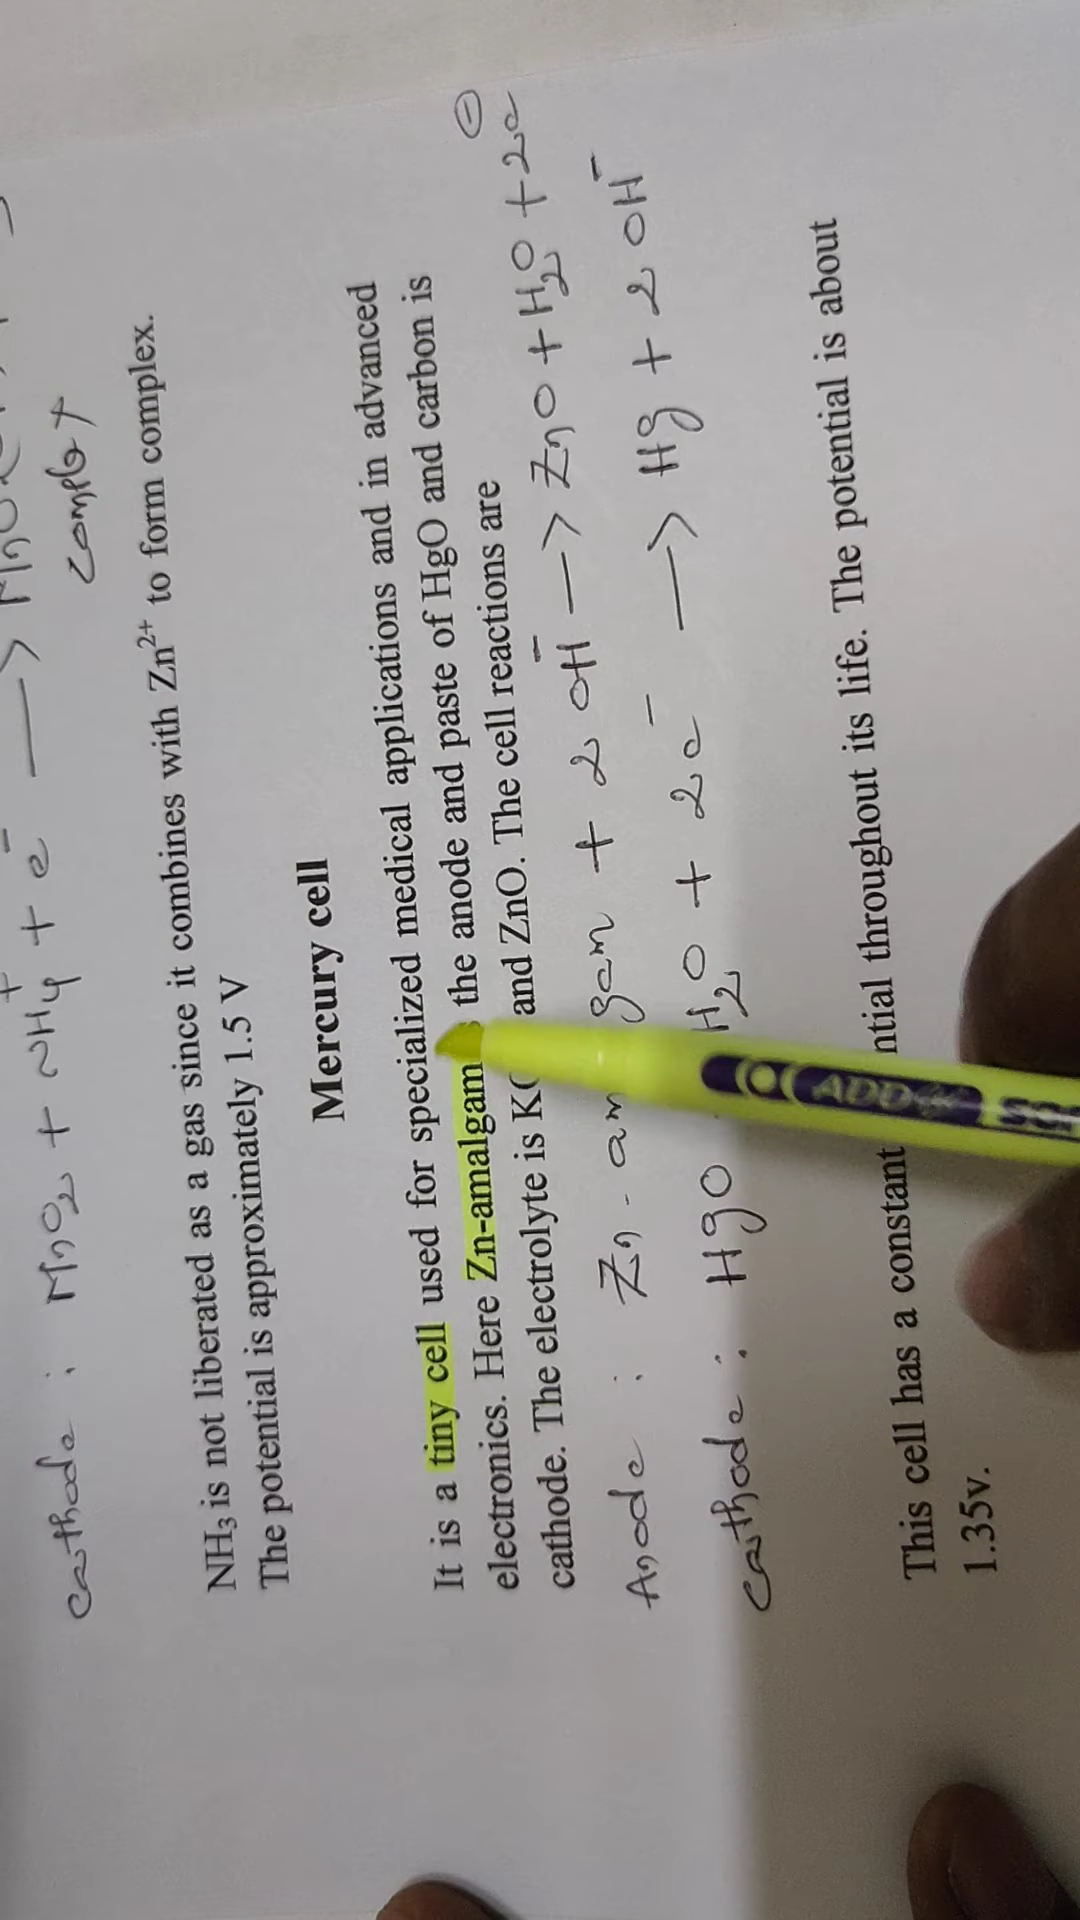 complex
Cathode : MnO2 + NH4+ + e- →
NH3 is not liberated as a gas since it combines with Zn2+ to form complex.
The potential is approximately 1.5 V
Mercury cell
It is a tiny cell used for specialized medical applications and in advanced
electronics. Here Zn-amalgam the anode and paste of HgO and carbon is
cathode. The electrolyte is and ZnO. The cell reactions are
Anode : Zn - am gam + 2 OH- → ZnO + H2O + 2e⊖
Cathode : HgO H2O + 2e- → Hg + 2 OH-
This cell has a constant ntial throughout its life. The potential is about
1.35v.
ADD